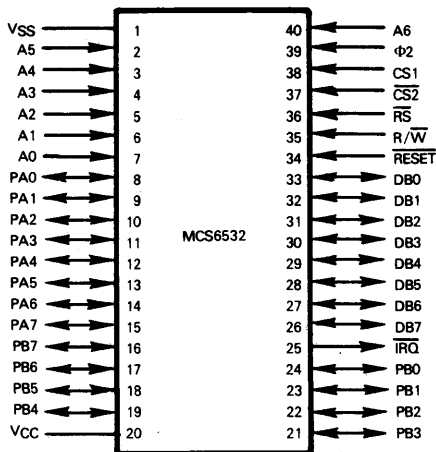 VSS 1 40 A6
A5 2 39 Φ2
A4 3 38 CS1
A3 4 37 C̅S̅2̅
A2 5 36 R̅S̅
A1 6 35 R/W̅
A0 7 34 R̅E̅S̅E̅T̅
PA0 8 33 DB0
PA1 9 32 DB1
PA2 10 31 DB2
PA3 11 30 DB3
MCS6532
PA4 12 29 DB4
PA5 13 28 DB5
PA6 14 27 DB6
PA7 15 26 DB7
PB7 16 25 I̅R̅Q̅
PB6 17 24 PB0
PB5 18 23 PB1
PB4 19 22 PB2
VCC 20 21 PB3